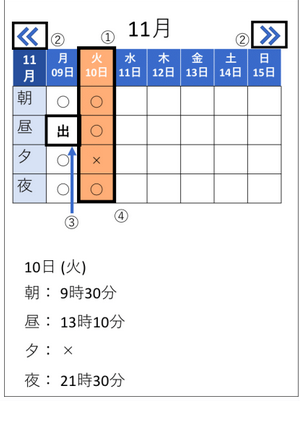 11月
② ① ②
11月 月 火 水 木 金 土 日
09日 10日 11日 12日 13日 14日 15日
朝 ○ ○
昼 出 ○
夕 ○ ×
夜 ○ ○
③ ④
10日 (火)
朝： 9時30分
昼： 13時10分
夕： ×
夜： 21時30分